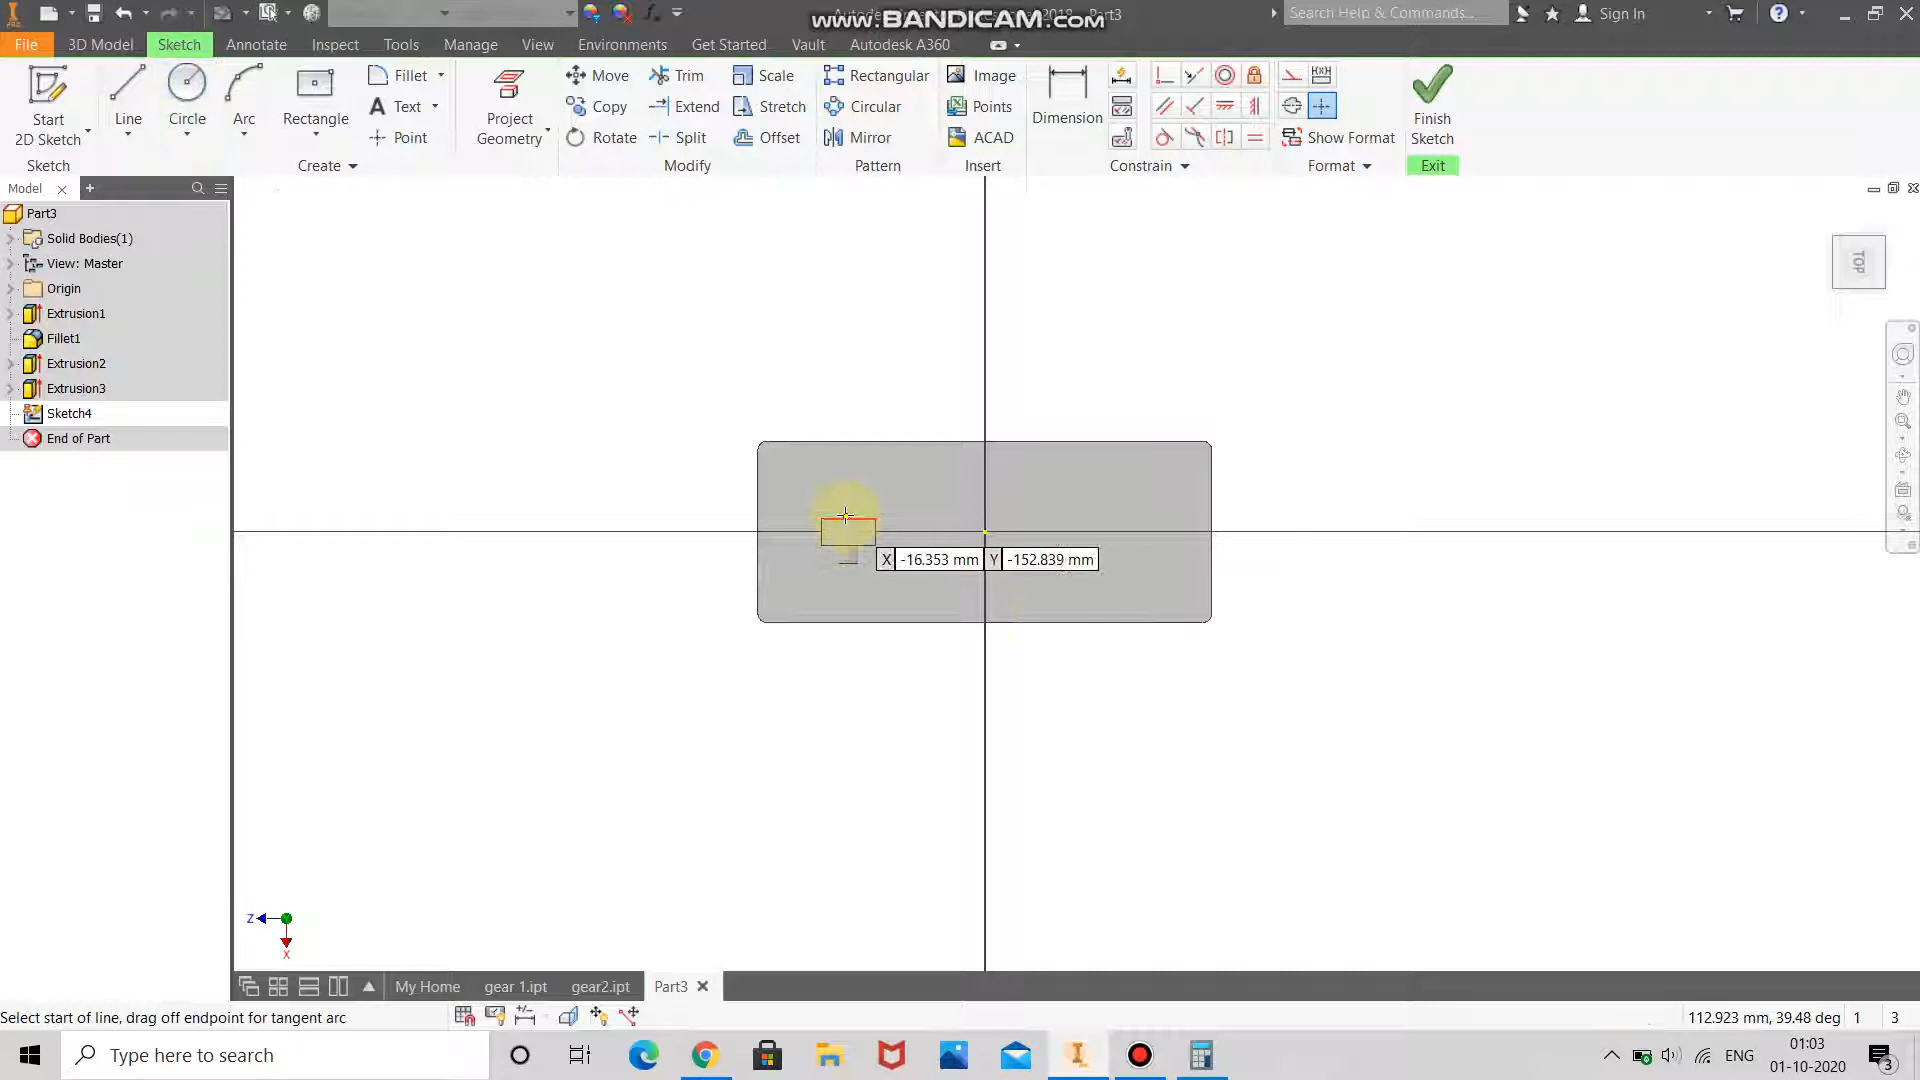 www.BANDICAM.com
2018 Part3
Search Help & Commands...
Sign In
File
3D Model
Sketch
Annotate
Inspect
Tools
Manage
View
Environments
Get Started
Vault
Autodesk A360
Start
2D Sketch
Line
Circle
Arc
Rectangle
Fillet
Text
Point
Project
Geometry
Move
Copy
Rotate
Trim
Extend
Split
Scale
Stretch
Offset
Rectangular
Circular
Mirror
Image
Points
ACAD
Dimension
Show Format
Finish
Sketch
Sketch
Create
Modify
Pattern
Insert
Constrain
Format
Exit
Model
Part3
Solid Bodies(1)
View: Master
Origin
Extrusion1
Fillet1
Extrusion2
Extrusion3
Sketch4
End of Part
TOP
X -16.353 mm Y -152.839 mm
Z
X
My Home
gear 1.ipt
gear2.ipt
Part3
Select start of line, drag off endpoint for tangent arc
112.923 mm, 39.48 deg 1 3
Type here to search
ENG
01:03
01-10-2020
3